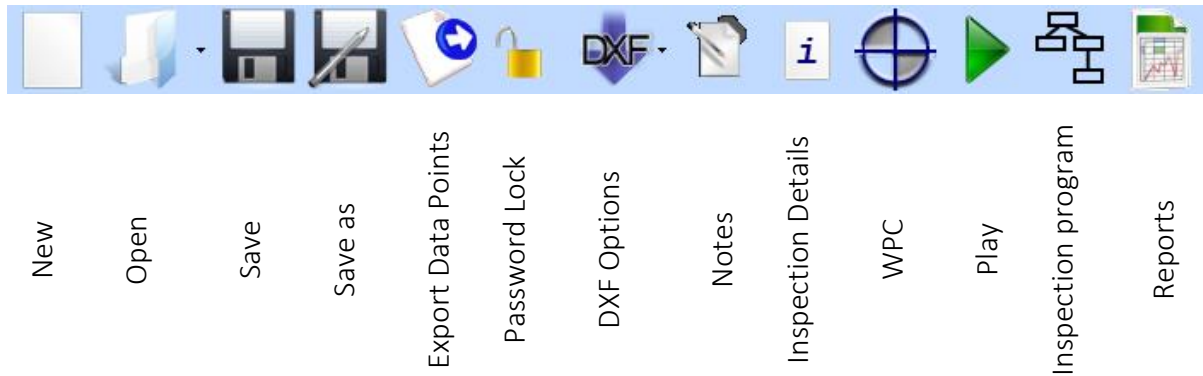 DXF
i
New
Open
Save
Save as
Export Data Points
Password Lock
DXF Options
Notes
Inspection Details
WPC
Play
Inspection program
Reports